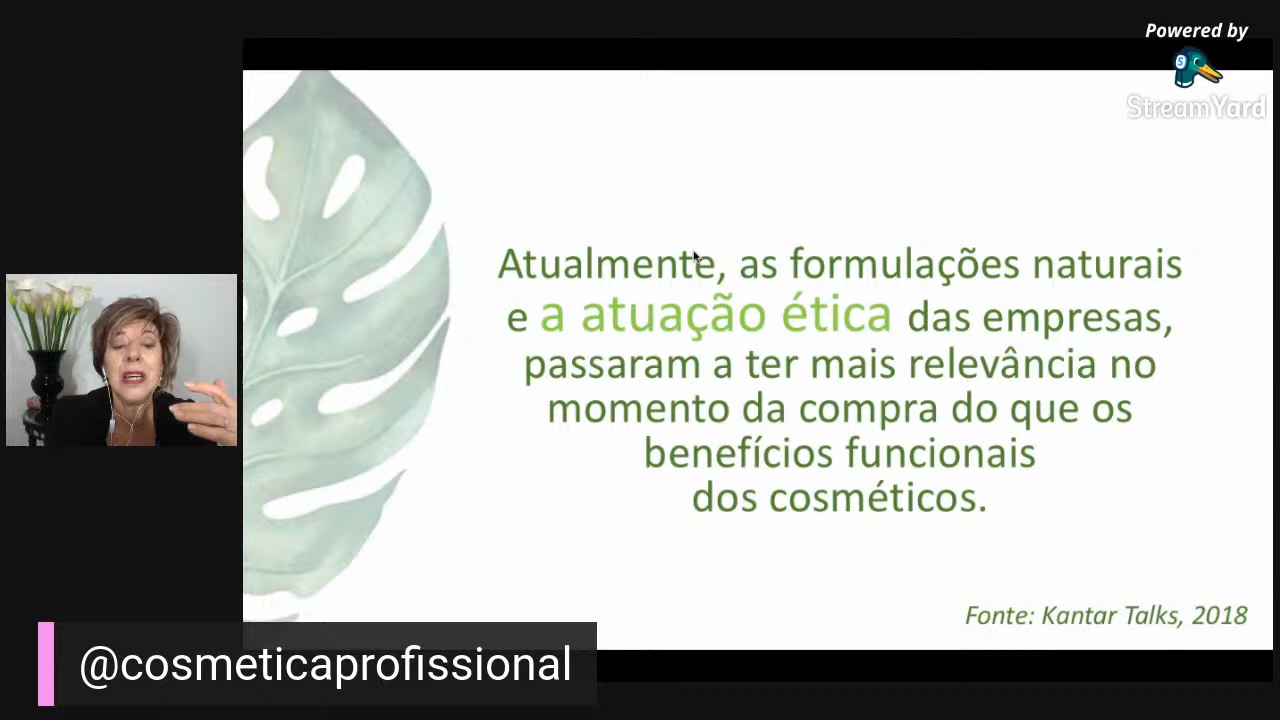 Powered by
StreamYard
Atualmente, as formulações naturais
e a atuação ética das empresas,
passaram a ter mais relevância no
momento da compra do que os
benefícios funcionais
dos cosméticos.
Fonte: Kantar Talks, 2018
@cosmeticaprofissional